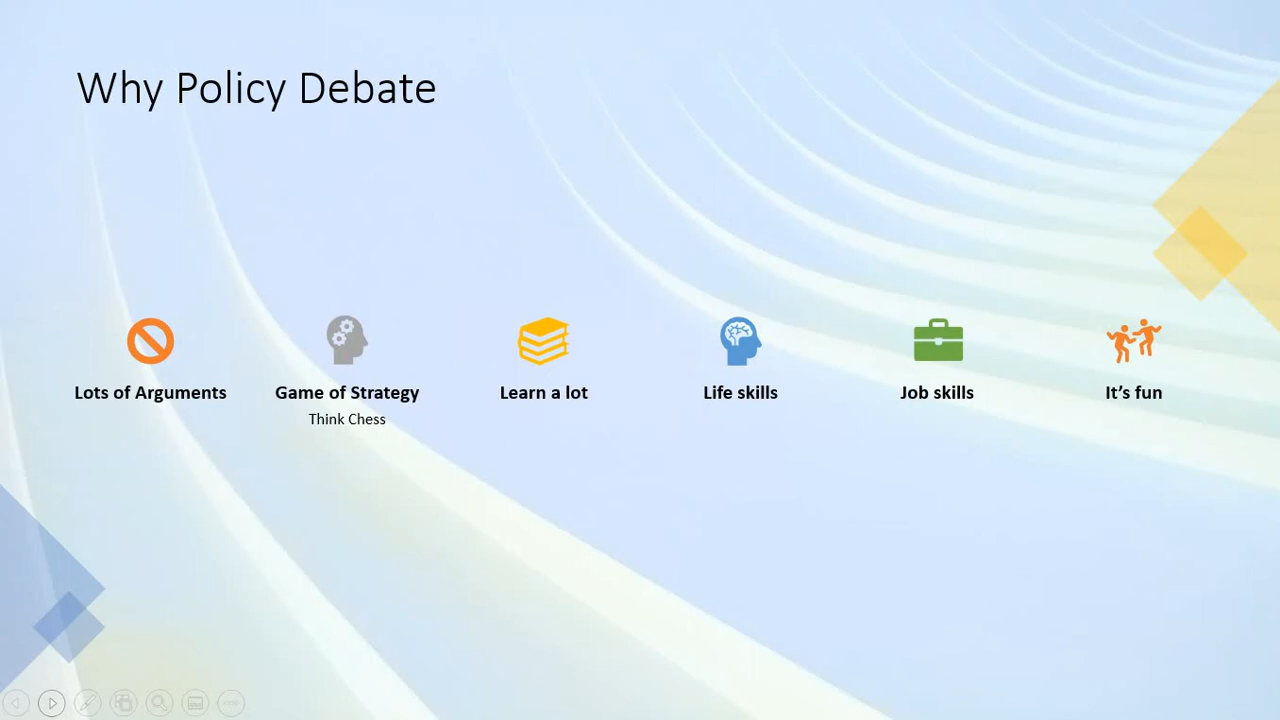 Why Policy Debate
Lots of Arguments
Game of Strategy
Think Chess
Learn a lot
Life skills
Job skills
It’s fun